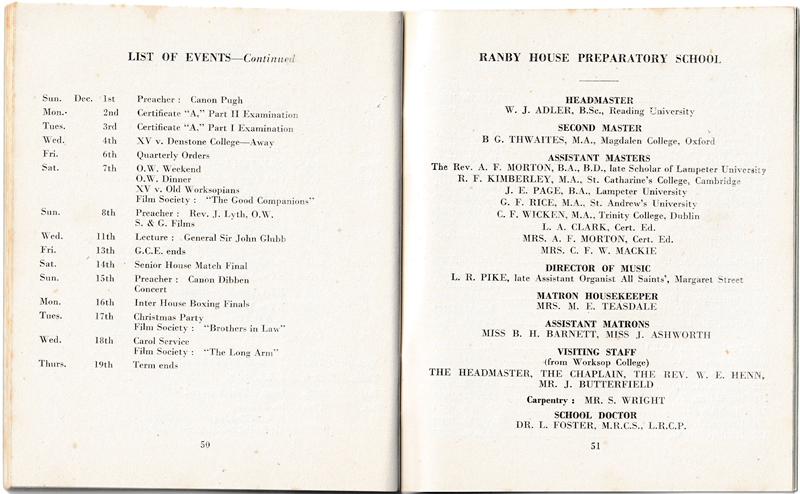 LIST OF EVENTS—Continued
Sun. Dec. 1st Preacher : Canon Pugh
Mon. 2nd Certificate "A," Part II Examination
Tues. 3rd Certificate "A," Part I Examination
Wed. 4th XV v. Denstone College—Away
Fri. 6th Quarterly Orders
Sat. 7th O.W. Weekend
O.W. Dinner
XV v. Old Worksopians
Film Society : "The Good Companions"
Sun. 8th Preacher : Rev. J. Lyth, O.W.
S. & G. Films
Wed. 11th Lecture : General Sir John Glubb
Fri. 13th G.C.E. ends
Sat. 14th Senior House Match Final
Sun. 15th Preacher : Canon Dibben
Concert
Mon. 16th Inter House Boxing Finals
Tues. 17th Christmas Party
Film Society : "Brothers in Law"
Wed. 18th Carol Service
Film Society : "The Long Arm"
Thurs. 19th Term ends
50
RANBY HOUSE PREPARATORY SCHOOL
HEADMASTER
W. J. ADLER, B.Sc., Reading University
SECOND MASTER
B G. THWAITES, M.A., Magdalen College, Oxford
ASSISTANT MASTERS
The Rev. A. F. MORTON, B.A., B.D., late Scholar of Lampeter University
R. F. KIMBERLEY, M.A., St. Catharine's College, Cambridge
J. E. PAGE, B.A., Lampeter University
G. F. RICE, M.A., St. Andrew's University
C. F. WICKEN, M.A., Trinity College, Dublin
L. A. CLARK, Cert. Ed.
MRS. A. F. MORTON, Cert. Ed.
MRS. C. F. W. MACKIE
DIRECTOR OF MUSIC
L. R. PIKE, late Assistant Organist All Saints', Margaret Street
MATRON HOUSEKEEPER
MRS. M. E. TEASDALE
ASSISTANT MATRONS
MISS B. H. BARNETT, MISS J. ASHWORTH
VISITING STAFF
(from Worksop College)
THE HEADMASTER, THE CHAPLAIN, THE REV. W. E. HENN,
MR. J. BUTTERFIELD
Carpentry : MR. S. WRIGHT
SCHOOL DOCTOR
DR. L. FOSTER, M.R.C.S., L.R.C.P.
51